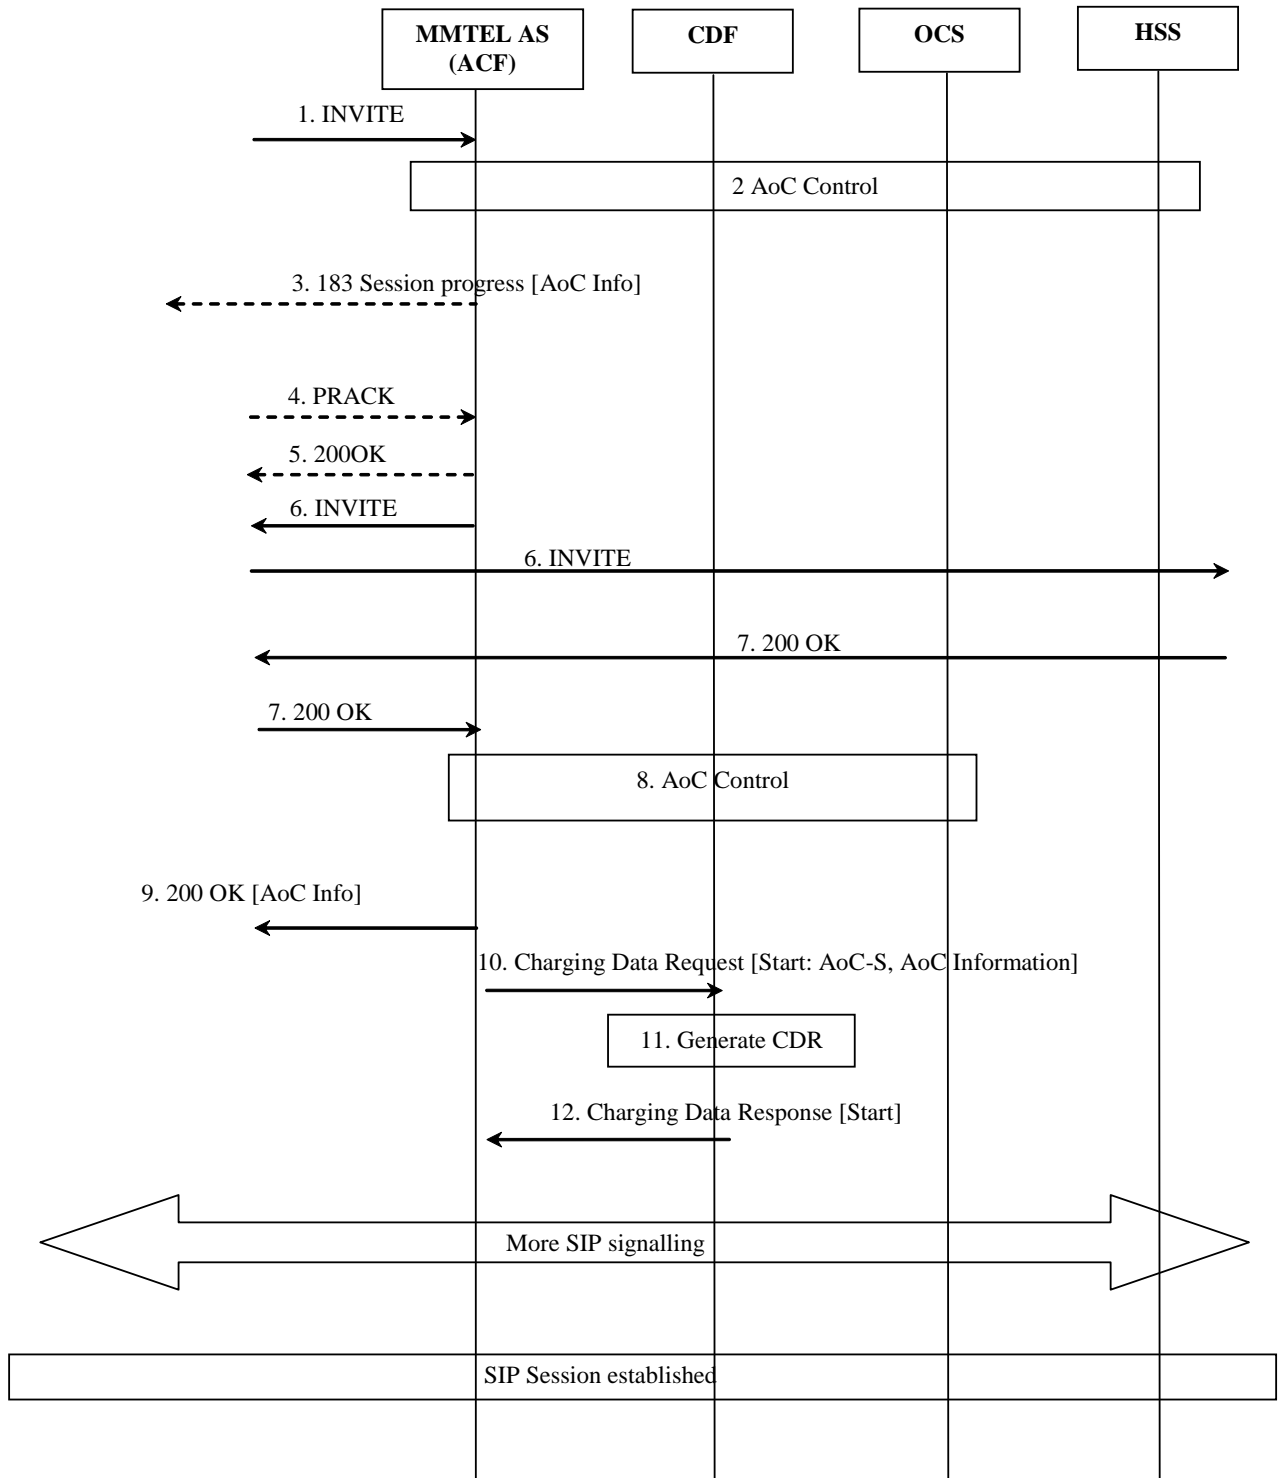 MMTEL AS
(ACF)
CDF
OCS
HSS
1. INVITE
2 AoC Control
3. 183 Session progress [AoC Info]
4. PRACK
5. 200OK
6. INVITE
6. INVITE
7. 200 OK
7. 200 OK
8. AoC Control
9. 200 OK [AoC Info]
10. Charging Data Request [Start: AoC-S, AoC Information]
11. Generate CDR
12. Charging Data Response [Start]
More SIP signalling
SIP Session established